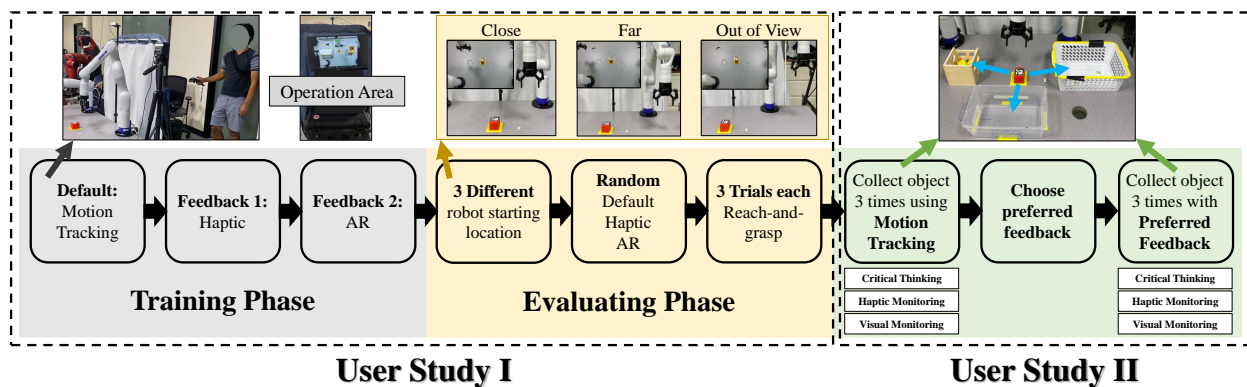 Close
Far
Out of View
Operation Area
Default:
Motion
Tracking
Feedback 1:
Haptic
Feedback 2:
AR
3 Different
robot starting
location
Random
Default
Haptic
AR
3 Trials each
Reach-and-
grasp
Collect object
3 times using
Motion
Tracking
Choose
preferred
feedback
Collect object
3 times with
Preferred
Feedback
Critical Thinking
Haptic Monitoring
Visual Monitoring
Critical Thinking
Haptic Monitoring
Visual Monitoring
Training Phase
Evaluating Phase
User Study I
User Study II